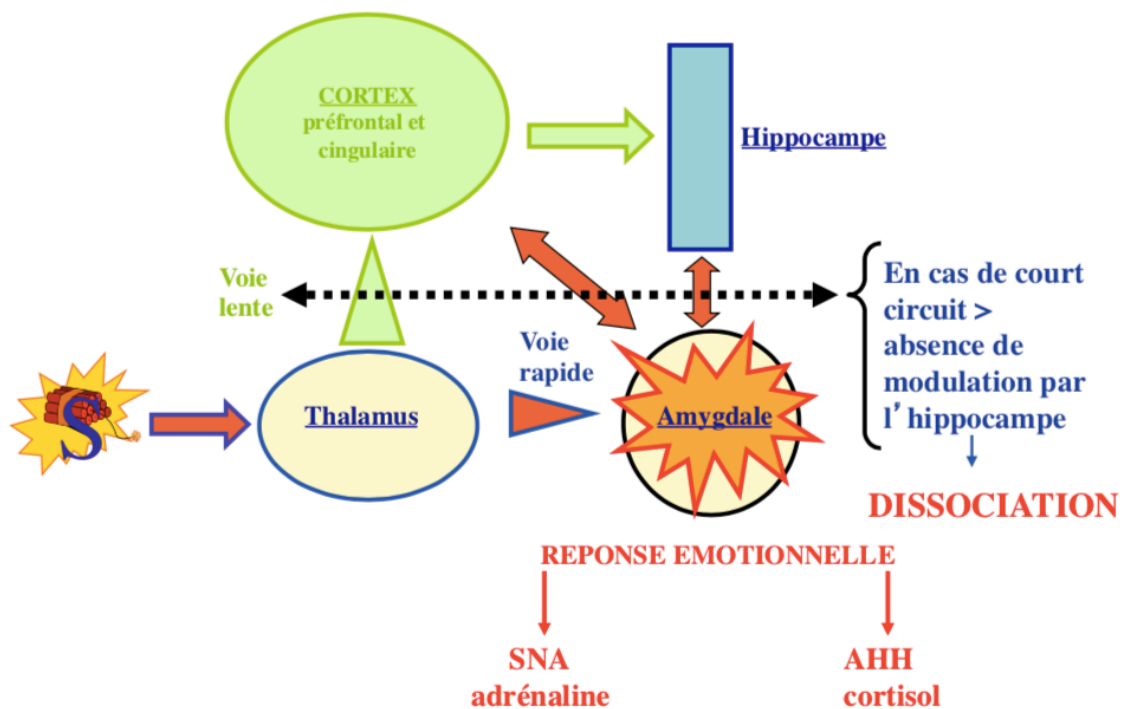 CORTEX
préfrontal et
cingulaire
Hippocampe
Voie
lente
En cas de court
circuit >
absence de
modulation par
l’hippocampe
Voie
rapide
S
Thalamus
Amygdale
DISSOCIATION
REPONSE EMOTIONNELLE
SNA
adrénaline
AHH
cortisol